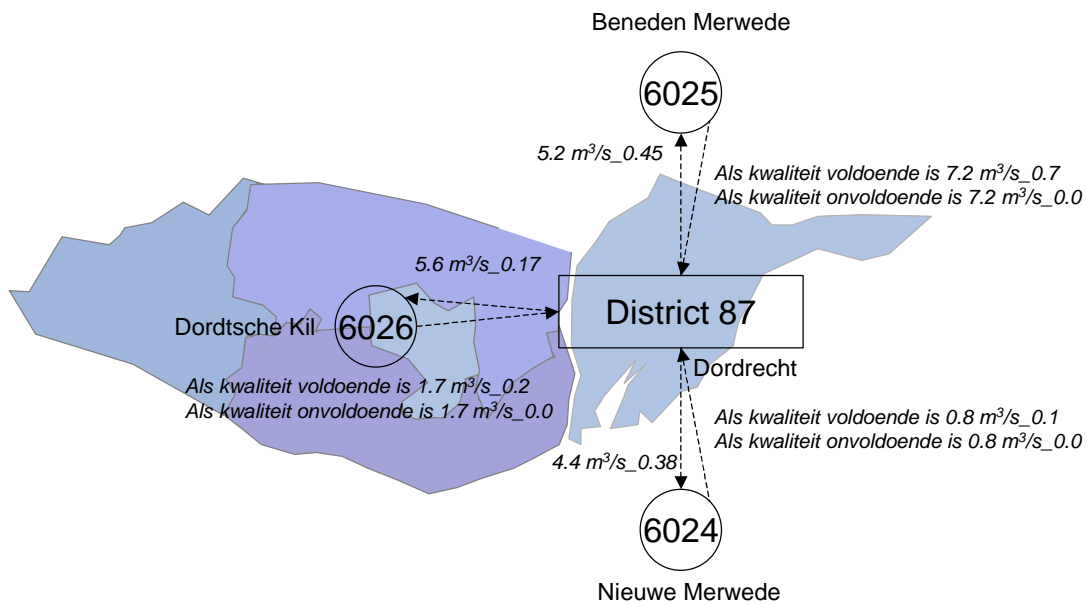 Beneden Merwede
6025
5.2 m³/s_0.45
Als kwaliteit voldoende is 7.2 m³/s_0.7
Als kwaliteit onvoldoende is 7.2 m³/s_0.0
5.6 m³/s_0.17
District 87
Dordtsche Kil
6026
Dordrecht
Als kwaliteit voldoende is 1.7 m³/s_0.2
Als kwaliteit onvoldoende is 1.7 m³/s_0.0
Als kwaliteit voldoende is 0.8 m³/s_0.1
Als kwaliteit onvoldoende is 0.8 m³/s_0.0
4.4 m³/s_0.38
6024
Nieuwe Merwede